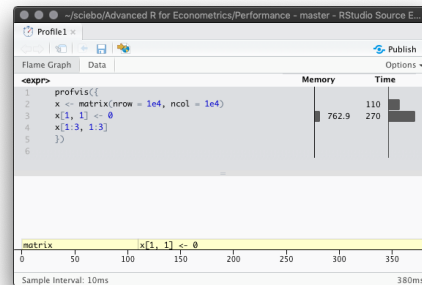 ~/sciebo/Advanced R for Econometrics/Performance - master - RStudio Source E...
Profile1 ×
Publish
Flame Graph Data Options
<expr> Memory Time
1 profvis({
2 x <- matrix(nrow = 1e4, ncol = 1e4) 110
3 x[1, 1] <- 0 762.9 270
4 x[1:3, 1:3]
5 })
6
matrix x[1, 1] <- 0
0 50 100 150 200 250 300 350
Sample Interval: 10ms 380ms